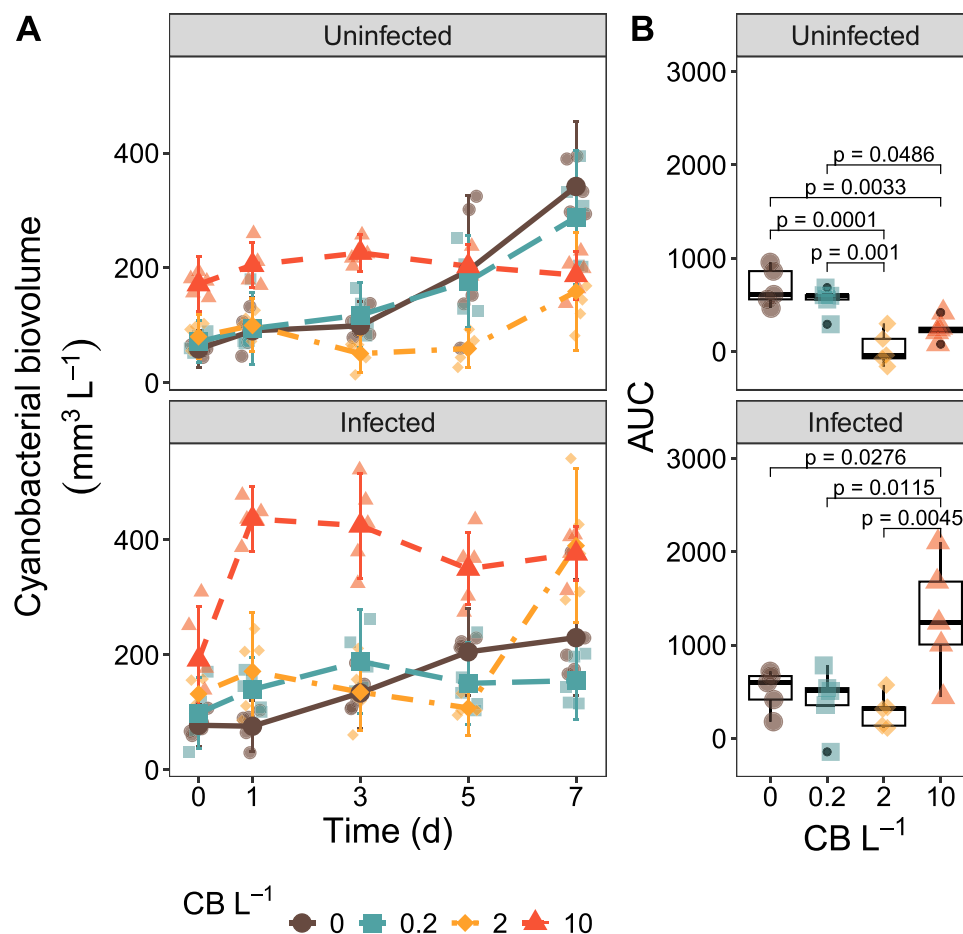 A
Uninfected
400
200
0
Infected
400
200
0
0 1 3 5 7
Time (d)
Cyanobacterial biovolume
(mm³ L⁻¹)
B
Uninfected
3000
2000
1000
0
p = 0.0486
p = 0.0033
p = 0.0001
p = 0.001
Infected
3000
2000
1000
0
p = 0.0276
p = 0.0115
p = 0.0045
0 0.2 2 10
CB L⁻¹
AUC
CB L⁻¹ 0 0.2 2 10